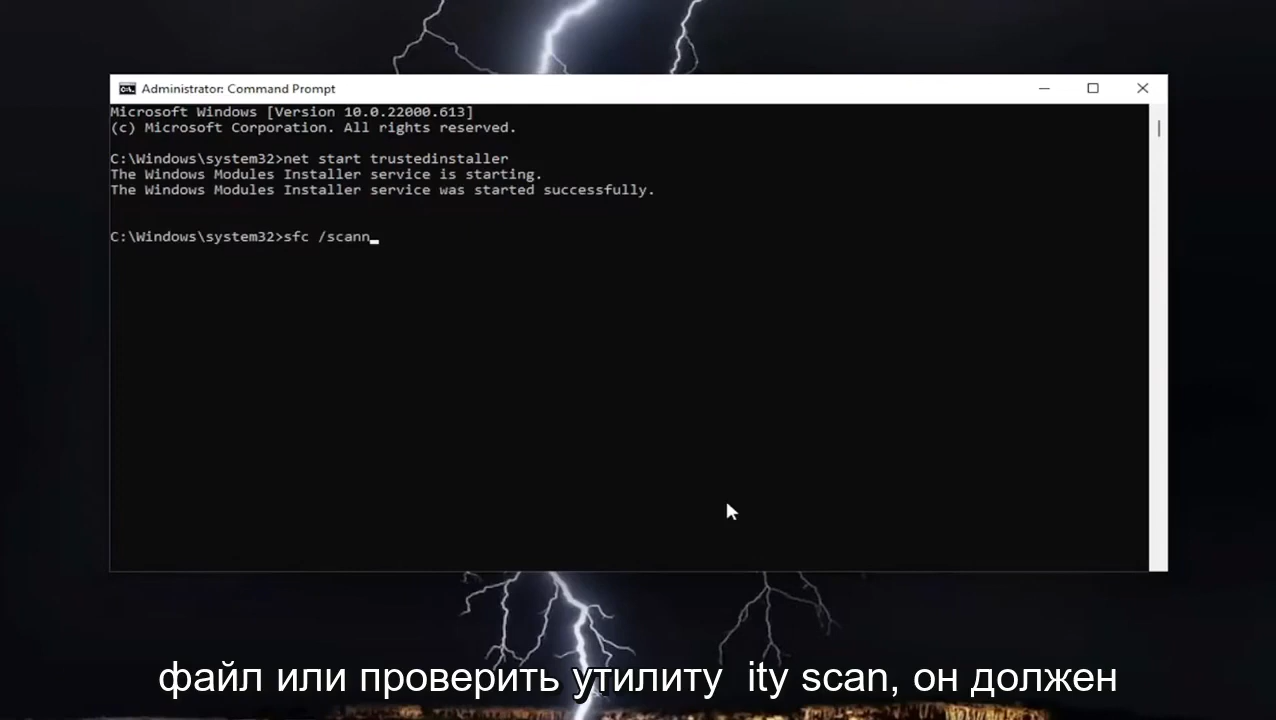 Administrator: Command Prompt
Microsoft Windows [Version 10.0.22000.613]
(c) Microsoft Corporation. All rights reserved.
C:\Windows\system32>net start trustedinstaller
The Windows Modules Installer service is starting.
The Windows Modules Installer service was started successfully.
C:\Windows\system32>sfc /scann
файл или проверить утилиту ity scan, он должен